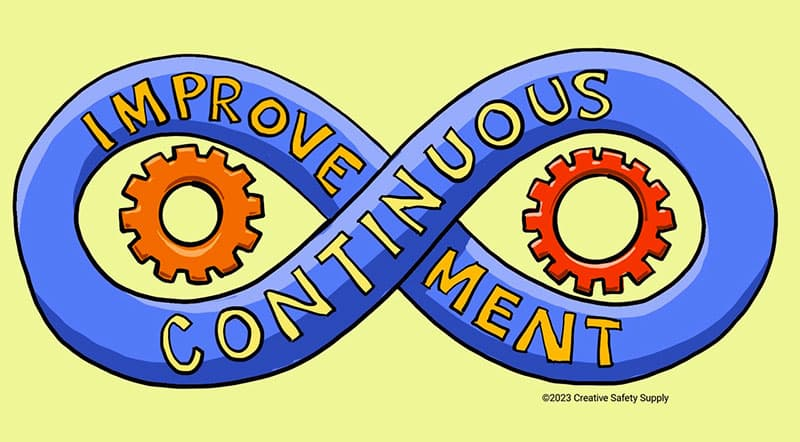 IMPROVE
CONTINUOUS
MENT
©2023 Creative Safety Supply